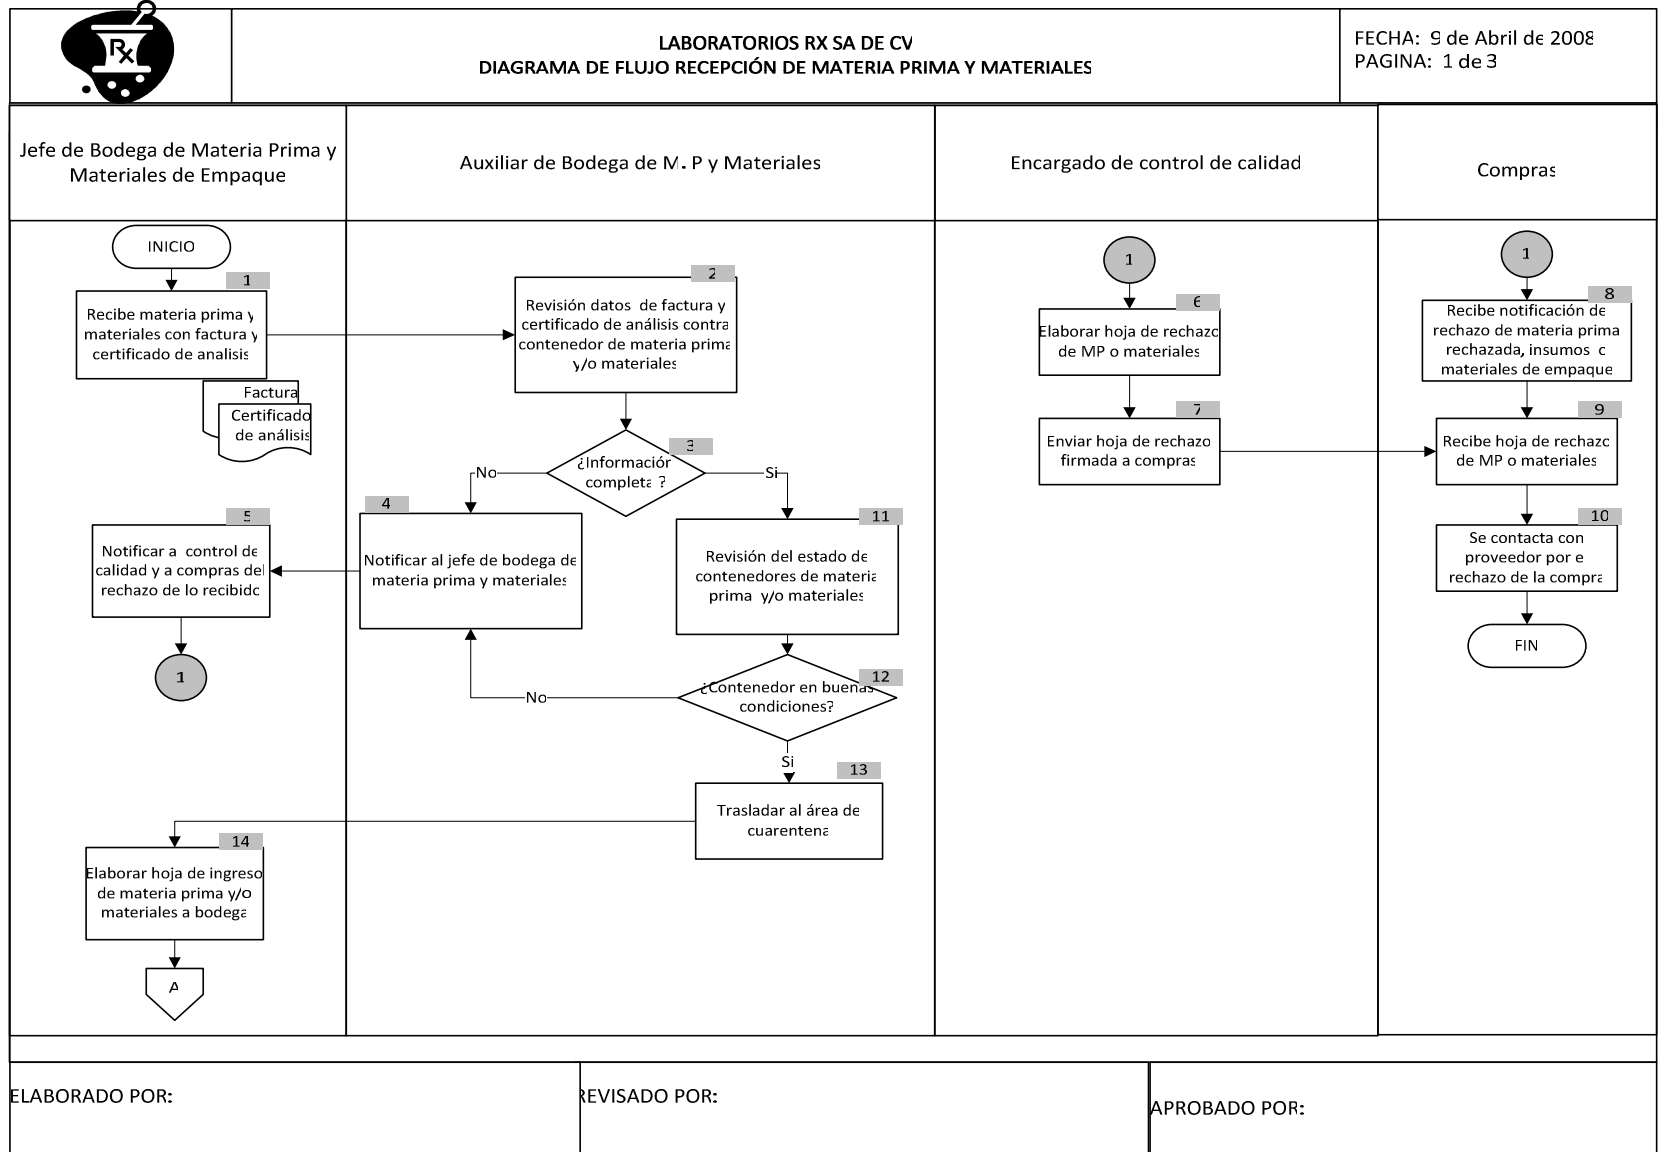 Rx
LABORATORIOS RX SA DE CV
DIAGRAMA DE FLUJO RECEPCIÓN DE MATERIA PRIMA Y MATERIALES
FECHA: 9 de Abril de 2008
PAGINA: 1 de 3
Jefe de Bodega de Materia Prima y
Materiales de Empaque
Auxiliar de Bodega de M. P y Materiales
Encargado de control de calidad
Compras
INICIO
1
Recibe materia prima y
materiales con factura y
certificado de analisis
Factura
Certificado
de análisis
2
Revisión datos de factura y
certificado de análisis contra
contenedor de materia prima
y/o materiales
3
¿Información
completa ?
No
Si
4
Notificar al jefe de bodega de
materia prima y materiales
5
Notificar a control de
calidad y a compras del
rechazo de lo recibido
1
11
Revisión del estado de
contenedores de materia
prima y/o materiales
12
¿Contenedor en buenas
condiciones?
No
Si
13
Trasladar al área de
cuarentena
14
Elaborar hoja de ingreso
de materia prima y/o
materiales a bodega
A
1
6
Elaborar hoja de rechazo
de MP o materiales
7
Enviar hoja de rechazo
firmada a compras
1
8
Recibe notificación de
rechazo de materia prima
rechazada, insumos o
materiales de empaque
9
Recibe hoja de rechazo
de MP o materiales
10
Se contacta con
proveedor por e
rechazo de la compra
FIN
ELABORADO POR:
REVISADO POR:
APROBADO POR: